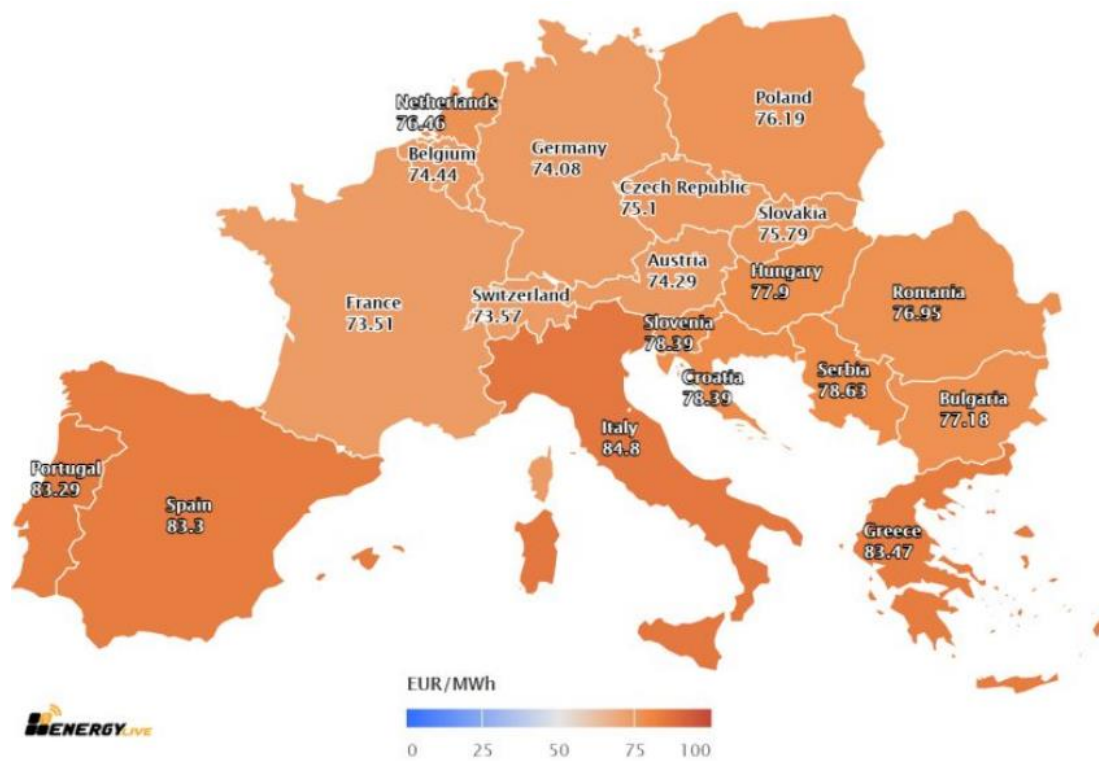 Netherlands
76.46
Poland
76.19
Belgium
74.44
Germany
74.08
Czech Republic
75.1
Slovakia
75.79
Austria
74.29
Hungary
77.9
France
73.51
Switzerland
73.57
Romania
76.95
Slovenia
78.39
Croatia
78.39
Serbia
78.63
Bulgaria
77.18
Italy
84.8
Portugal
83.29
Spain
83.3
Greece
83.47
EUR/MWh
0 25 50 75 100
ENERGY LIVE